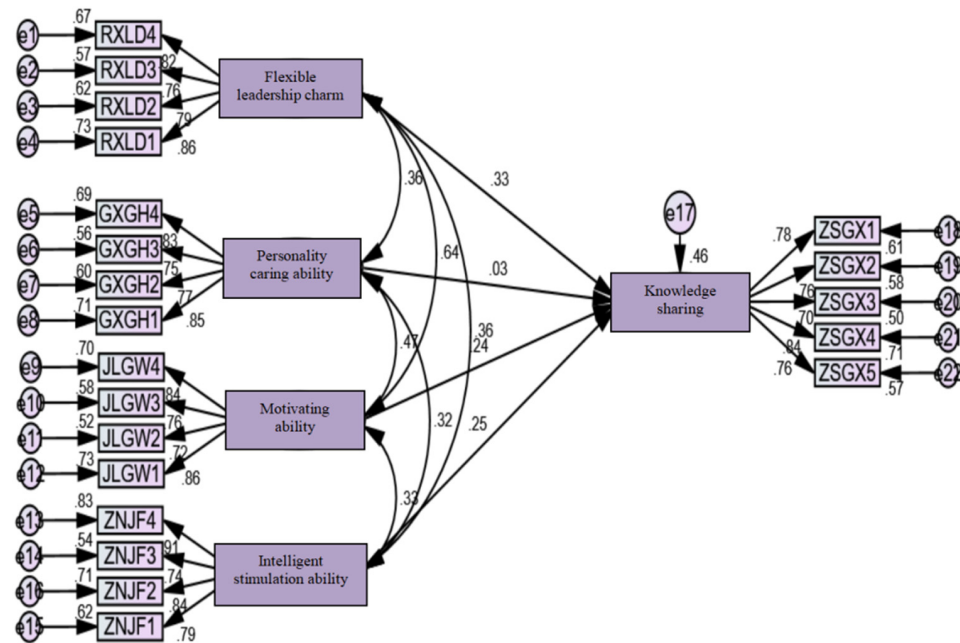 .67
e1
RXLD4
.57
.82
e2
RXLD3
.62
.76
e3
RXLD2
.73
.79
e4
RXLD1
.86
Flexible
leadership charm
.69
e5
GXGH4
.56
.83
e6
GXGH3
.60
.75
e7
GXGH2
.71
.77
e8
GXGH1
.85
Personality
caring ability
.70
e9
JLGW4
.58
.84
e10
JLGW3
.52
.76
e11
JLGW2
.73
.72
e12
JLGW1
.86
Motivating
ability
.83
e13
ZNJF4
.54
.91
e14
ZNJF3
.71
.74
e16
ZNJF2
.62
.84
e15
ZNJF1
.79
Intelligent
stimulation ability
.36
.64
.36
.47
.32
.33
.33
.03
.24
.25
e17
.46
Knowledge
sharing
.78
ZSGX1
e18
.61
ZSGX2
e19
.58
.76
ZSGX3
e20
.50
.70
ZSGX4
e21
.71
.84
.76
ZSGX5
e22
.57